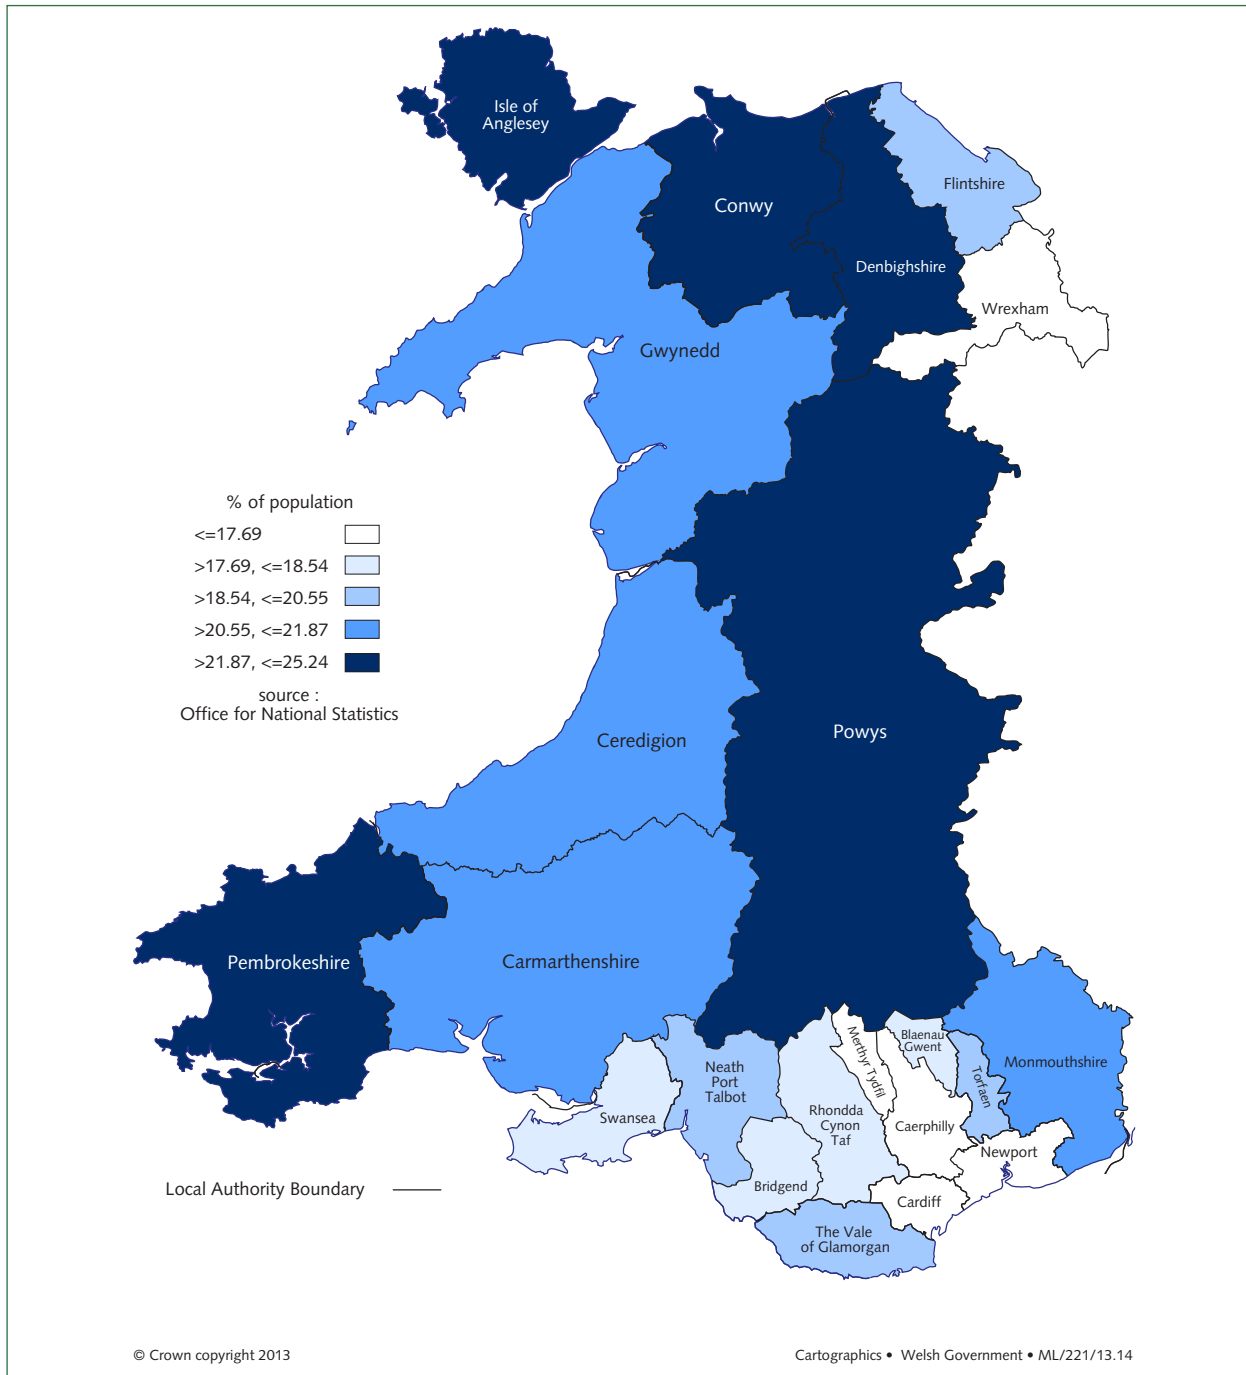 Isle of
Anglesey
Conwy
Flintshire
Denbighshire
Wrexham
Gwynedd
% of population
<=17.69
>17.69, <=18.54
>18.54, <=20.55
>20.55, <=21.87
>21.87, <=25.24
source :
Office for National Statistics
Ceredigion
Powys
Pembrokeshire
Carmarthenshire
Swansea
Neath
Port
Talbot
Rhondda
Cynon
Taf
Merthyr Tydfil
Blaenau
Gwent
Torfaen
Monmouthshire
Caerphilly
Newport
Bridgend
Cardiff
The Vale
of Glamorgan
Local Authority Boundary
© Crown copyright 2013
Cartographics • Welsh Government • ML/221/13.14